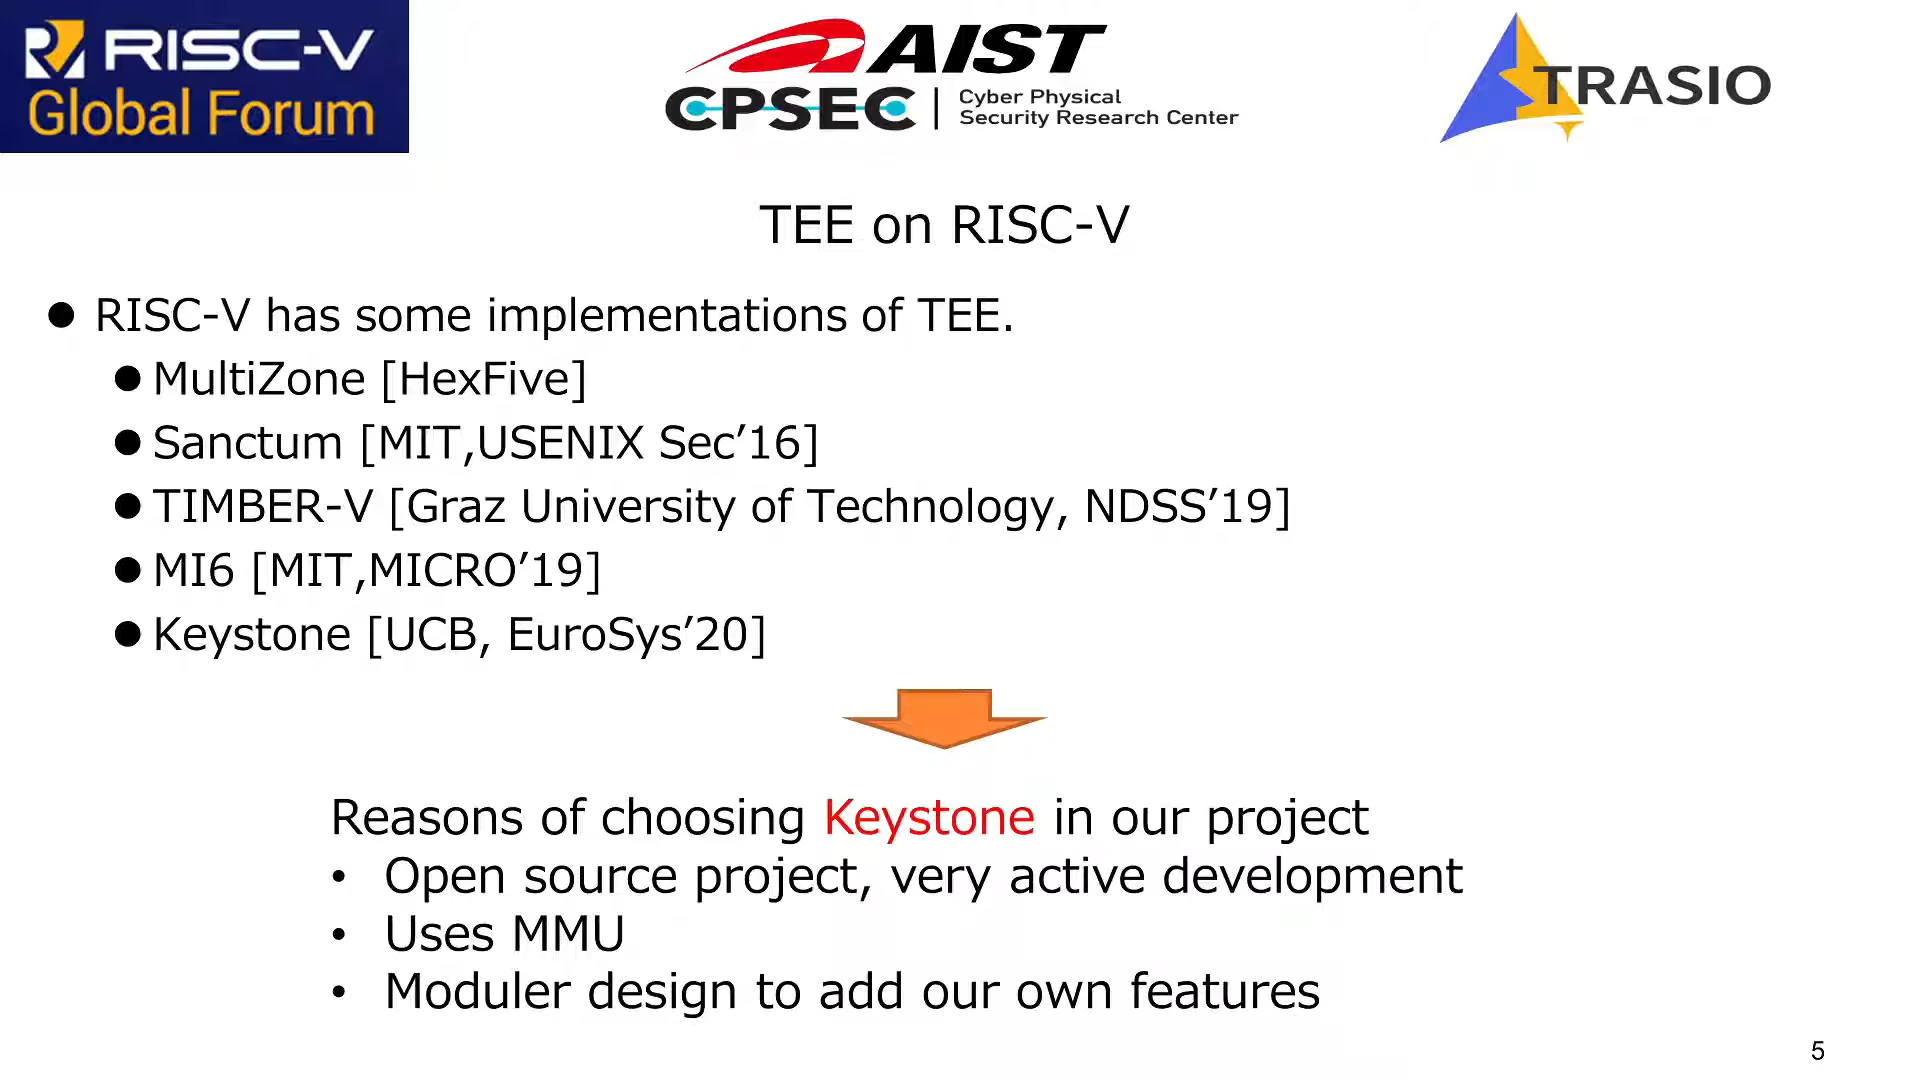 RISC-V
Global Forum
AIST
CPSEC
Cyber Physical
Security Research Center
TRASIO
TEE on RISC-V
● RISC-V has some implementations of TEE.
● MultiZone [HexFive]
● Sanctum [MIT,USENIX Sec’16]
● TIMBER-V [Graz University of Technology, NDSS’19]
● MI6 [MIT,MICRO’19]
● Keystone [UCB, EuroSys’20]
Reasons of choosing Keystone in our project
• Open source project, very active development
• Uses MMU
• Moduler design to add our own features
5